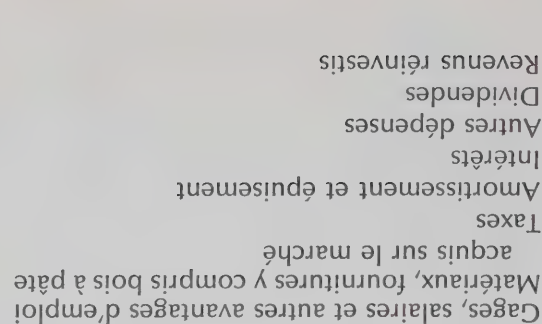 Gages, salaires et autres avantages d'emploi
Matériaux, fournitures y compris bois à pâte
acquis sur le marché
Taxes
Amortissement et épuisement
Intérêts
Autres dépenses
Dividendes
Revenus réinvestis